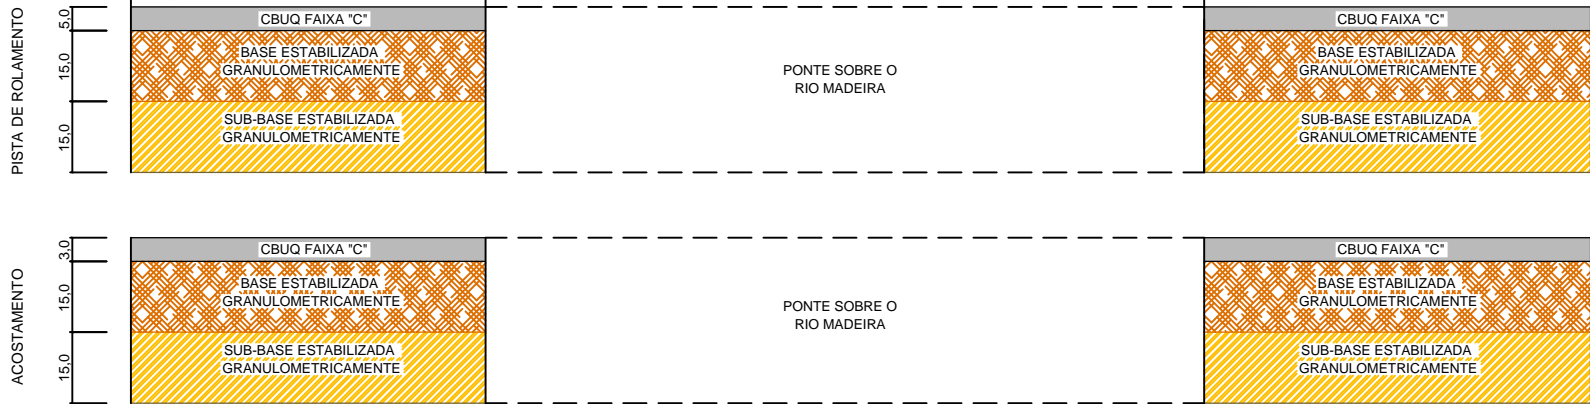 PISTA DE ROLAMENTO
5,0
15,0
15,0
CBUQ FAIXA "C"
BASE ESTABILIZADA
GRANULOMETRICAMENTE
SUB-BASE ESTABILIZADA
GRANULOMETRICAMENTE
PONTE SOBRE O
RIO MADEIRA
CBUQ FAIXA "C"
BASE ESTABILIZADA
GRANULOMETRICAMENTE
SUB-BASE ESTABILIZADA
GRANULOMETRICAMENTE
ACOSTAMENTO
3,0
15,0
15,0
CBUQ FAIXA "C"
BASE ESTABILIZADA
GRANULOMETRICAMENTE
SUB-BASE ESTABILIZADA
GRANULOMETRICAMENTE
PONTE SOBRE O
RIO MADEIRA
CBUQ FAIXA "C"
BASE ESTABILIZADA
GRANULOMETRICAMENTE
SUB-BASE ESTABILIZADA
GRANULOMETRICAMENTE